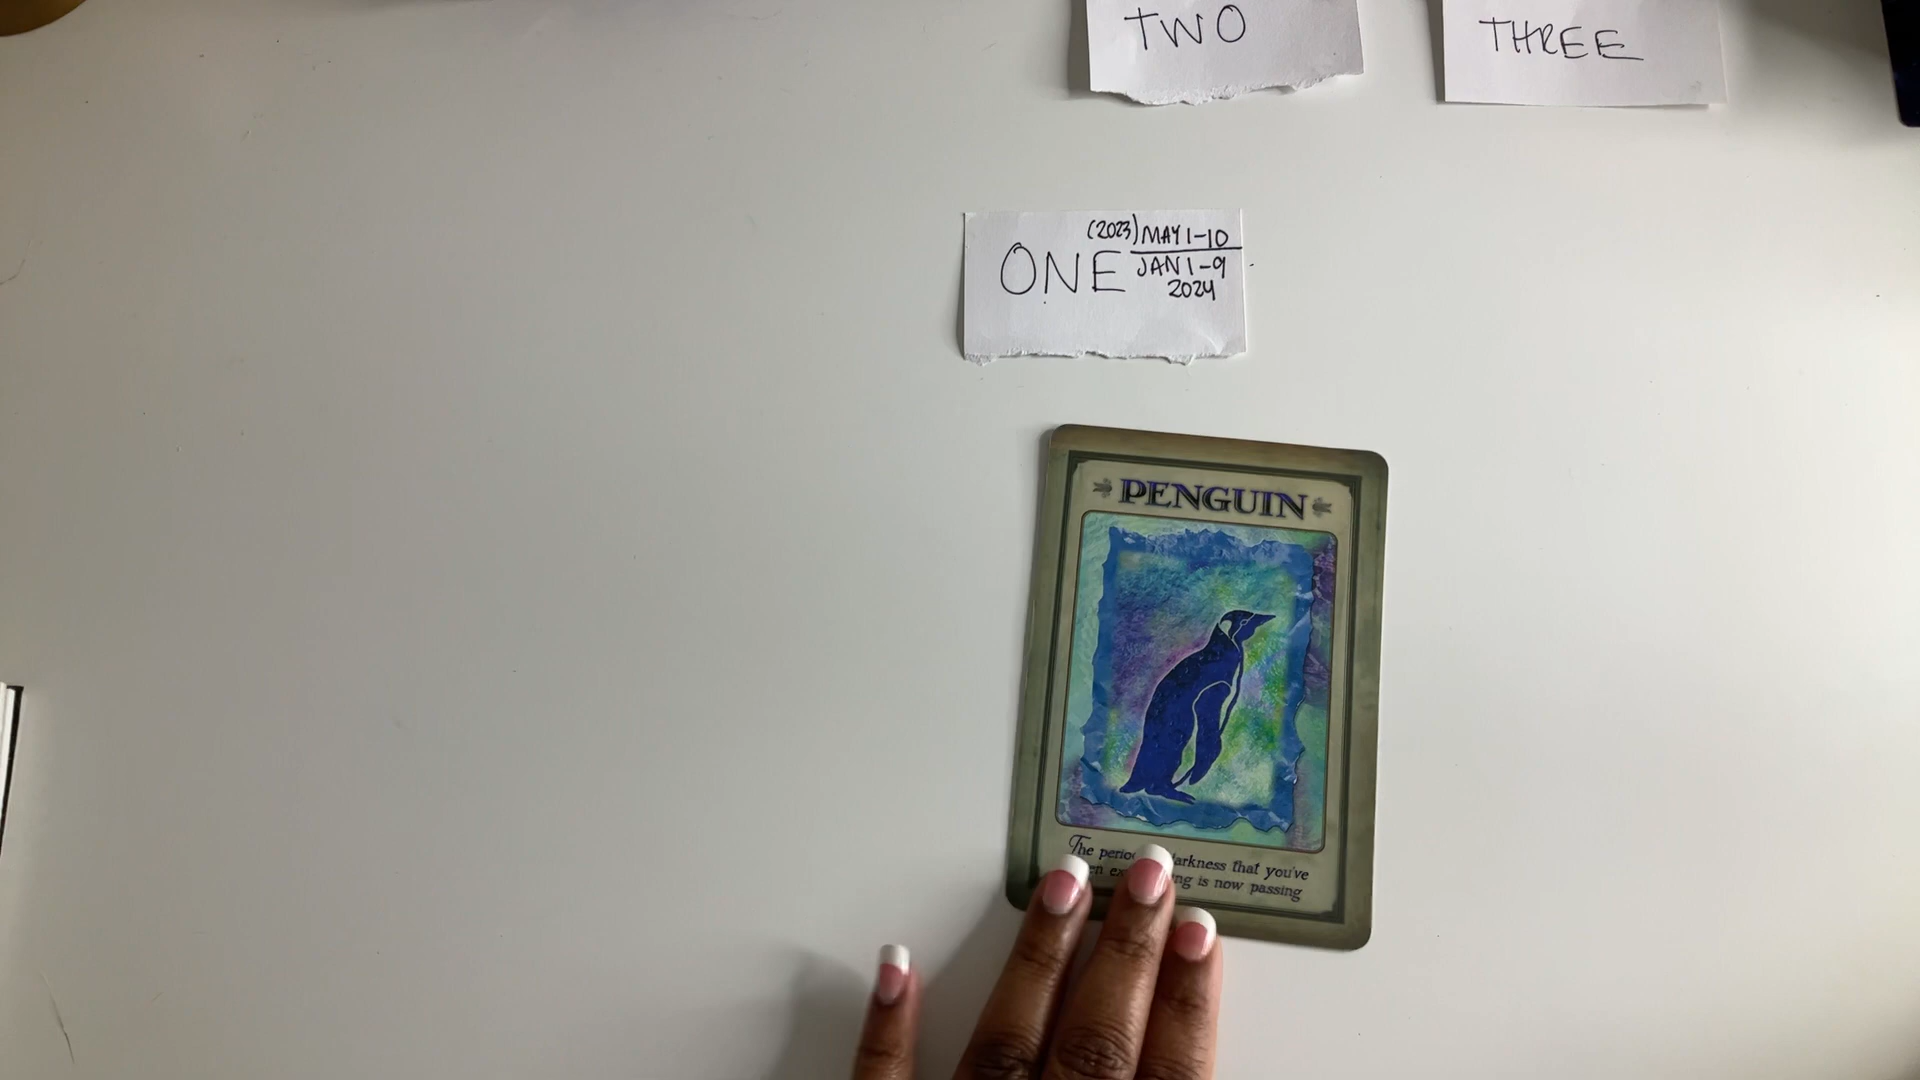 TWO
THREE
(2023) MAY 1-10
ONE JAN 1-9
2024
PENGUIN
The darkness that you've
is now passing